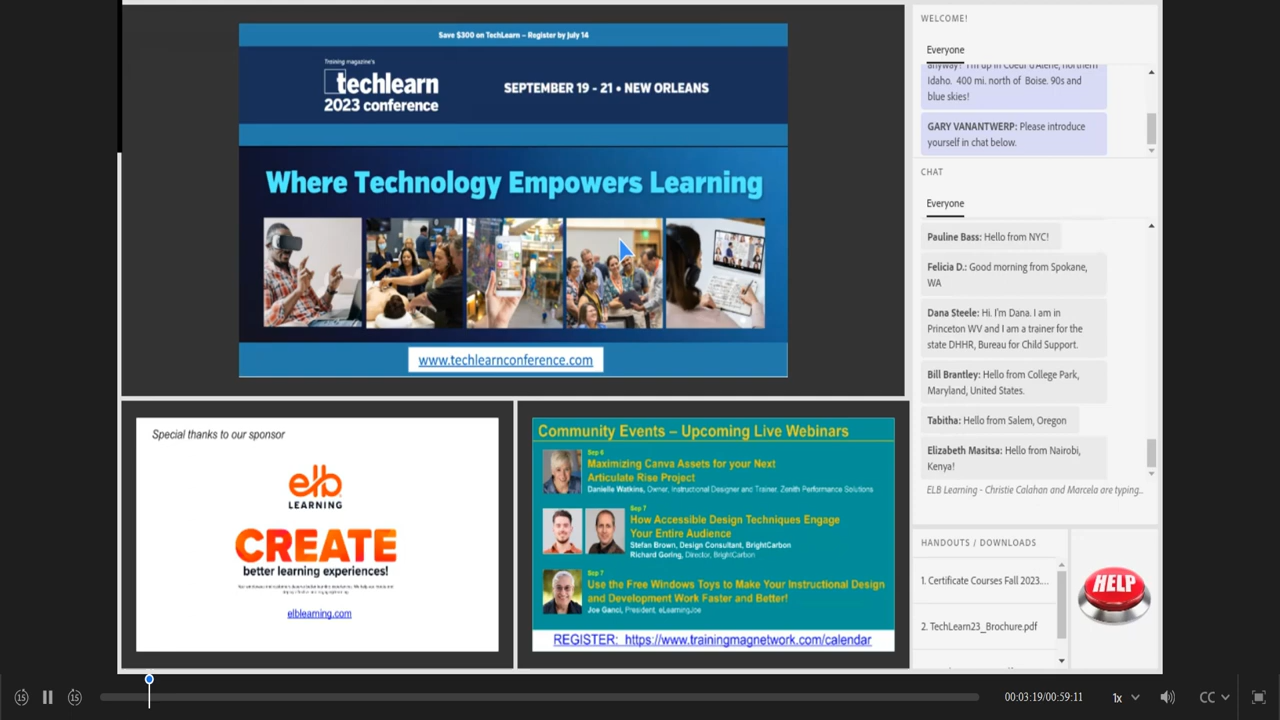 Save $300 on TechLearn – Register by July 14
Training magazine's
techlearn
2023 conference
SEPTEMBER 19 - 21 • NEW ORLEANS
Where Technology Empowers Learning
www.techlearnconference.com
Special thanks to our sponsor
elb
LEARNING
CREATE
better learning experiences!
elblearning.com
Community Events – Upcoming Live Webinars
Sep 6
Maximizing Canva Assets for your Next
Articulate Rise Project
Danielle Watkins, Owner, Instructional Designer and Trainer, Zenith Performance Solutions
Sep 7
How Accessible Design Techniques Engage
Your Entire Audience
Stefan Brown, Design Consultant, BrightCarbon
Richard Goring, Director, BrightCarbon
Sep 7
Use the Free Windows Toys to Make Your Instructional Design
and Development Work Faster and Better!
Joe Ganci, President, eLearningJoe
REGISTER: https://www.trainingmagnetwork.com/calendar
WELCOME!
Everyone
anyway! I'm up in Coeur d'Alene, northern
Idaho. 400 mi. north of Boise. 90s and
blue skies!
GARY VANANTWERP: Please introduce
yourself in chat below.
CHAT
Everyone
Pauline Bass: Hello from NYC!
Felicia D.: Good morning from Spokane,
WA
Dana Steele: Hi. I'm Dana. I am in
Princeton WV and I am a trainer for the
state DHHR, Bureau for Child Support.
Bill Brantley: Hello from College Park,
Maryland, United States.
Tabitha: Hello from Salem, Oregon
Elizabeth Masitsa: Hello from Nairobi,
Kenya!
ELB Learning - Christie Calahan and Marcela are typing..
HANDOUTS / DOWNLOADS
1. Certificate Courses Fall 2023....
2. TechLearn23_Brochure.pdf
HELP
15
15
00:03:19/00:59:11
1x
CC